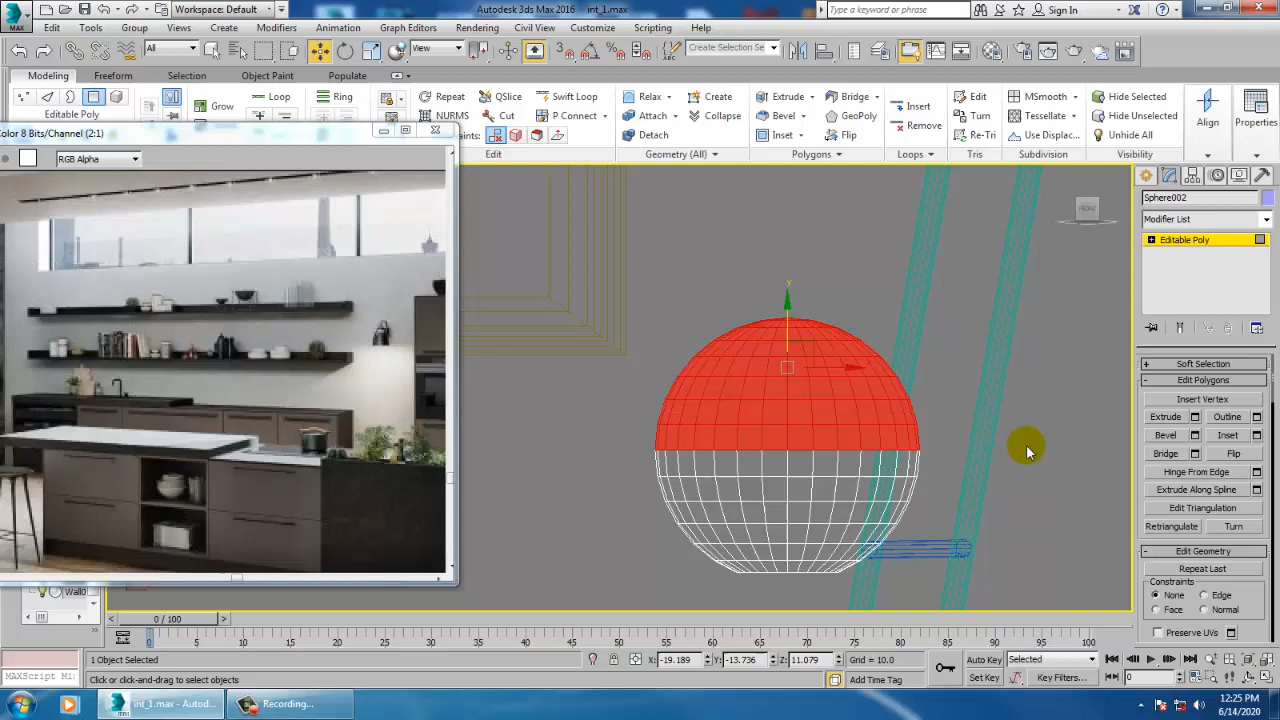 Workspace: Default
Autodesk 3ds Max 2016    int_1.max
Type a keyword or phrase
Sign In
MAX
Edit Tools Group Views Create Modifiers Animation Graph Editors Rendering Civil View Customize Scripting Help
All
View
Create Selection Se
Modeling Freeform Selection Object Paint Populate
Grow
Loop Ring
Repeat QSlice Swift Loop
NURMS Cut P Connect
Relax Create
Attach Collapse
Detach
Extrude Bridge
Bevel GeoPoly
Inset Flip
Insert
Remove
Edit
Turn
Re-Tri
MSmooth
Tessellate
Use Displac...
Hide Selected
Hide Unselected
Unhide All
Align
Properties
Editable Poly
aints:
Edit Geometry (All) Polygons Loops Tris Subdivision Visibility
Color 8 Bits/Channel (2:1)
RGB Alpha
FRONT
y
Sphere002
Modifier List
Editable Poly
+ Soft Selection
- Edit Polygons
Insert Vertex
Extrude Outline
Bevel Inset
Bridge Flip
Hinge From Edge
Extrude Along Spline
Edit Triangulation
Retriangulate Turn
- Edit Geometry
Repeat Last
Constraints
None Edge
Face Normal
Preserve UVs
Wall0
0 / 100
0 5 10 15 20 25 30 35 40 45 50 55 60 65 70 75 80 85 90 95 100
1 Object Selected
X: -19.189 Y: -13.736 Z: 11.079 Grid = 10.0
Auto Key Selected
MAXScript Mi
Click or click-and-drag to select objects
Add Time Tag
Set Key Key Filters...
0
int_1.max - Autod...
Recording...
12:25 PM
6/14/2020